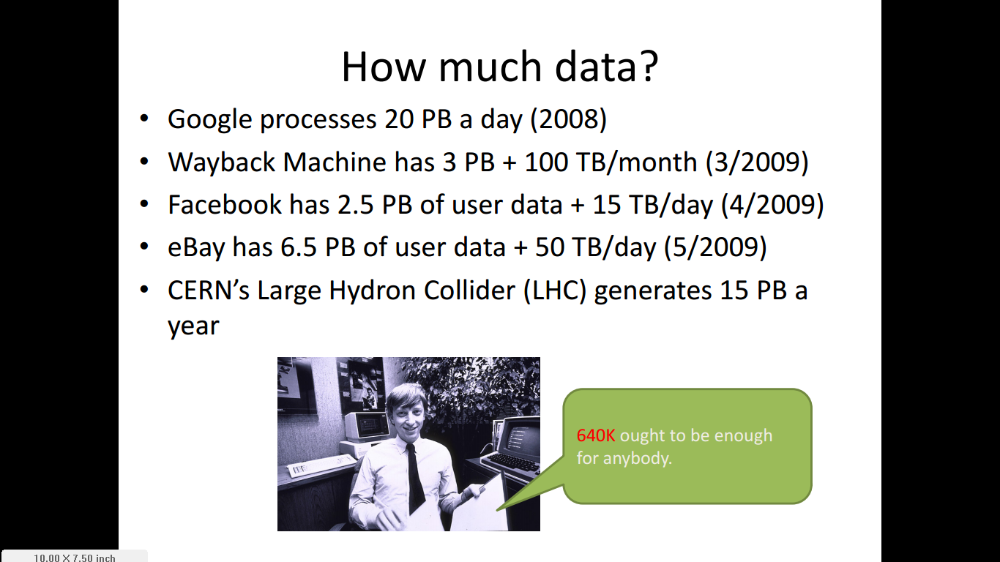 How much data?
• Google processes 20 PB a day (2008)
• Wayback Machine has 3 PB + 100 TB/month (3/2009)
• Facebook has 2.5 PB of user data + 15 TB/day (4/2009)
• eBay has 6.5 PB of user data + 50 TB/day (5/2009)
• CERN’s Large Hydron Collider (LHC) generates 15 PB a
year
640K ought to be enough
for anybody.
10.00 X 7.50 inch